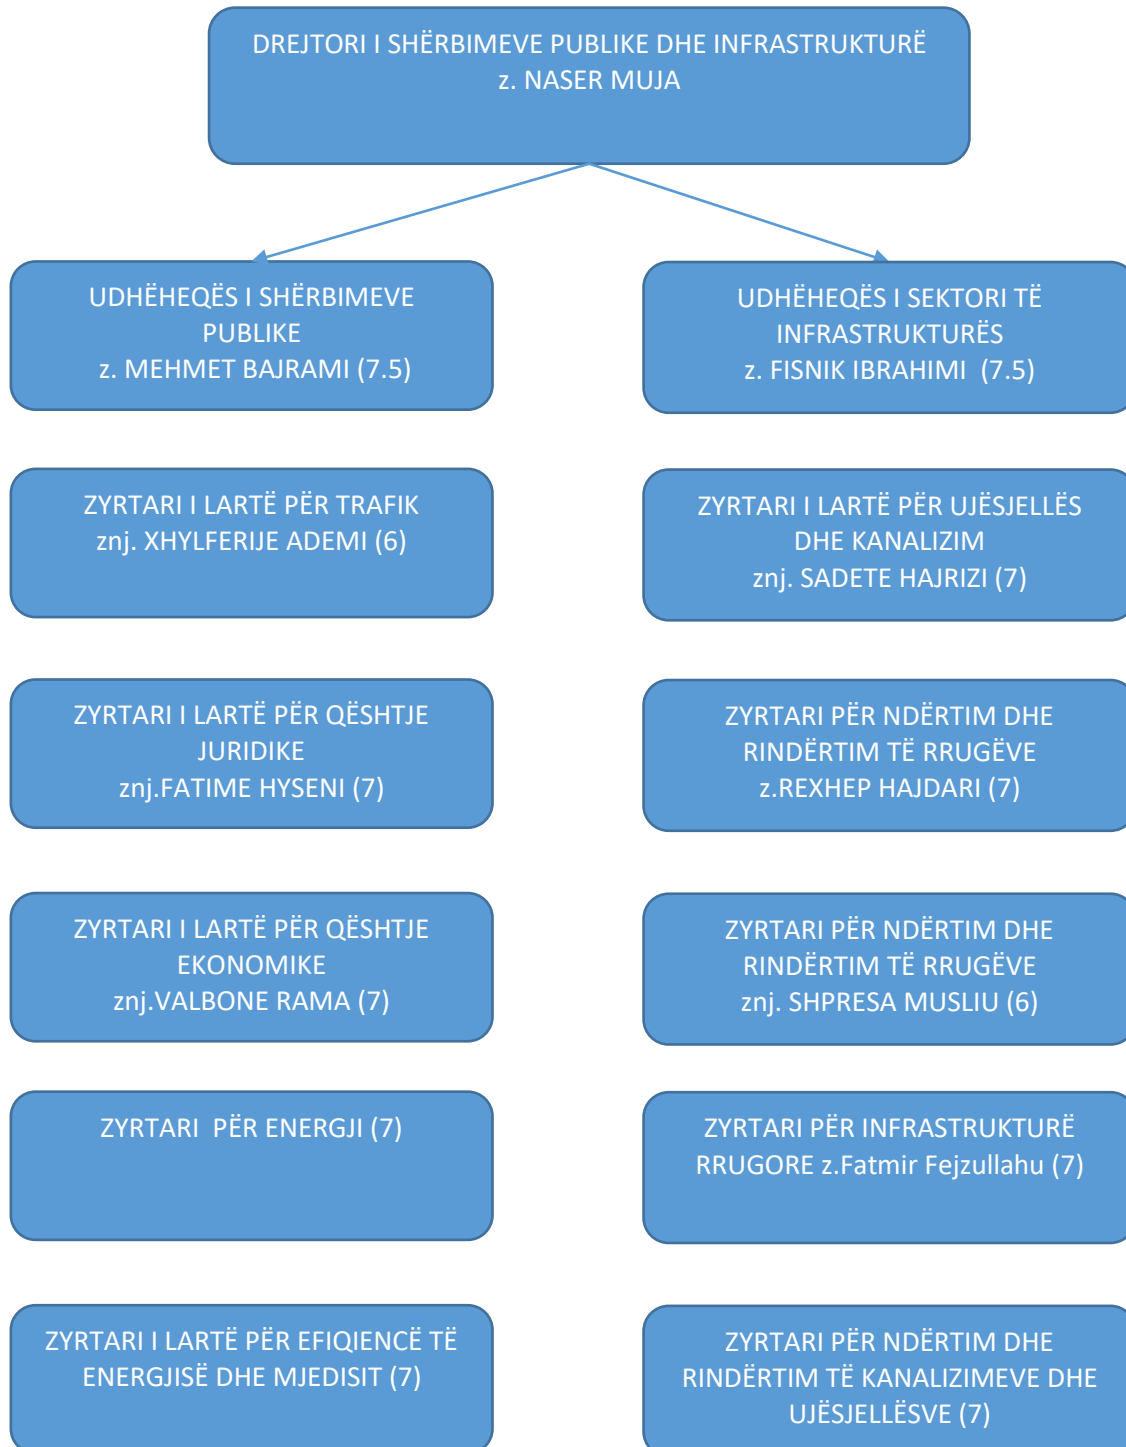 DREJTORI I SHËRBIMEVE PUBLIKE DHE INFRASTRUKTURË
z. NASER MUJA
UDHËHEQËS I SHËRBIMEVE
PUBLIKE
z. MEHMET BAJRAMI (7.5)
UDHËHEQËS I SEKTORI TË
INFRASTRUKTURËS
z. FISNIK IBRAHIMI  (7.5)
ZYRTARI I LARTË PËR TRAFIK
znj. XHYLFERIJE ADEMI (6)
ZYRTARI I LARTË PËR UJËSJELLËS
DHE KANALIZIM
znj. SADETE HAJRIZI (7)
ZYRTARI I LARTË PËR QËSHTJE
JURIDIKE
znj.FATIME HYSENI (7)
ZYRTARI PËR NDËRTIM DHE
RINDËRTIM TË RRUGËVE
z.REXHEP HAJDARI (7)
ZYRTARI I LARTË PËR QËSHTJE
EKONOMIKE
znj.VALBONE RAMA (7)
ZYRTARI PËR NDËRTIM DHE
RINDËRTIM TË RRUGËVE
znj. SHPRESA MUSLIU (6)
ZYRTARI  PËR ENERGJI (7)
ZYRTARI PËR INFRASTRUKTURË
RRUGORE z.Fatmir Fejzullahu (7)
ZYRTARI I LARTË PËR EFIQIENCË TË
ENERGJISË DHE MJEDISIT (7)
ZYRTARI PËR NDËRTIM DHE
RINDËRTIM TË KANALIZIMEVE DHE
UJËSJELLËSVE (7)